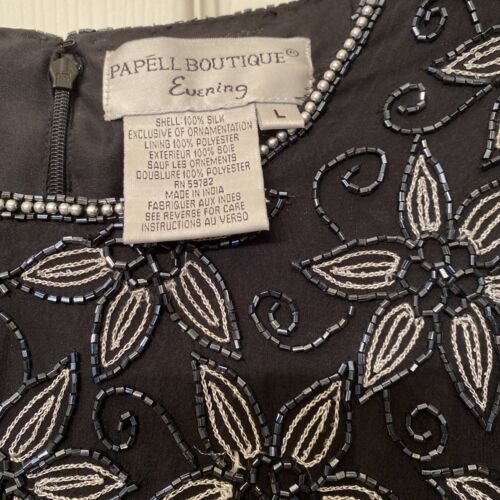 PAPÉLL BOUTIQUE®
Evening
L
SHELL: 100% SILK
EXCLUSIVE OF ORNAMENTATION
LINING 100% POLYESTER
EXTERIEUR 100% SOIE
SAUF LES ORNEMENTS
DOUBLURE 100% POLYESTER
RN 59782
MADE IN INDIA
FABRIQUER AUX INDES
SEE REVERSE FOR CARE
INSTRUCTIONS AU VERSO